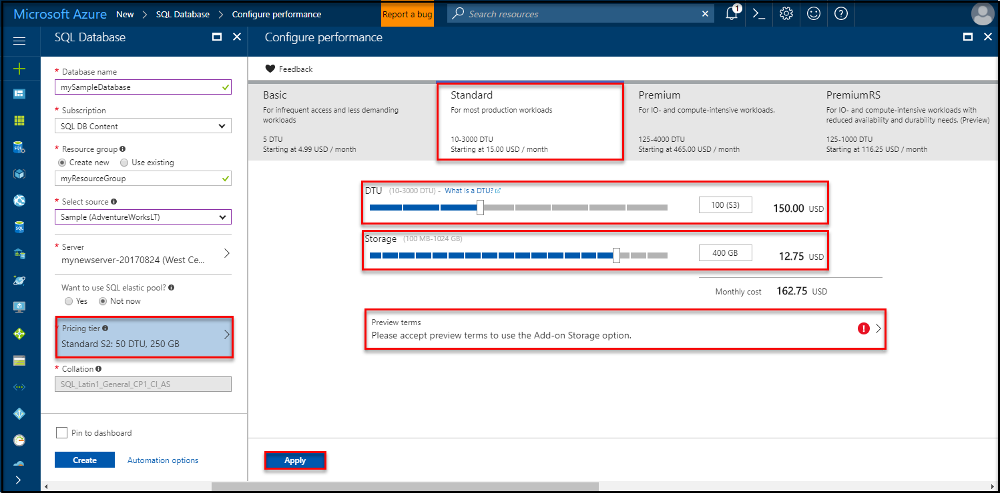 Microsoft Azure New > SQL Database > Configure performance Report a bug Search resources 1
SQL Database
* Database name
mySampleDatabase
* Subscription
SQL DB Content
* Resource group
Create new Use existing
myResourceGroup
* Select source
Sample (AdventureWorksLT)
* Server
mynewserver-20170824 (West Ce...
Want to use SQL elastic pool?
Yes Not now
* Pricing tier
Standard S2: 50 DTU, 250 GB
* Collation
SQL_Latin1_General_CP1_CI_AS
Pin to dashboard
Create Automation options
Configure performance
Feedback
Basic
For infrequent access and less demanding
workloads
5 DTU
Starting at 4.99 USD / month
Standard
For most production workloads
10-3000 DTU
Starting at 15.00 USD / month
Premium
For IO- and compute-intensive workloads.
125-4000 DTU
Starting at 465.00 USD / month
PremiumRS
For IO- and compute-intensive workloads with
reduced availability and durability needs. (Preview)
125-1000 DTU
Starting at 116.25 USD / month
DTU (10-3000 DTU) - What is a DTU?
100 (S3) 150.00 USD
Storage (100 MB-1024 GB)
400 GB 12.75 USD
Monthly cost 162.75 USD
Preview terms
Please accept preview terms to use the Add-on Storage option.
Apply